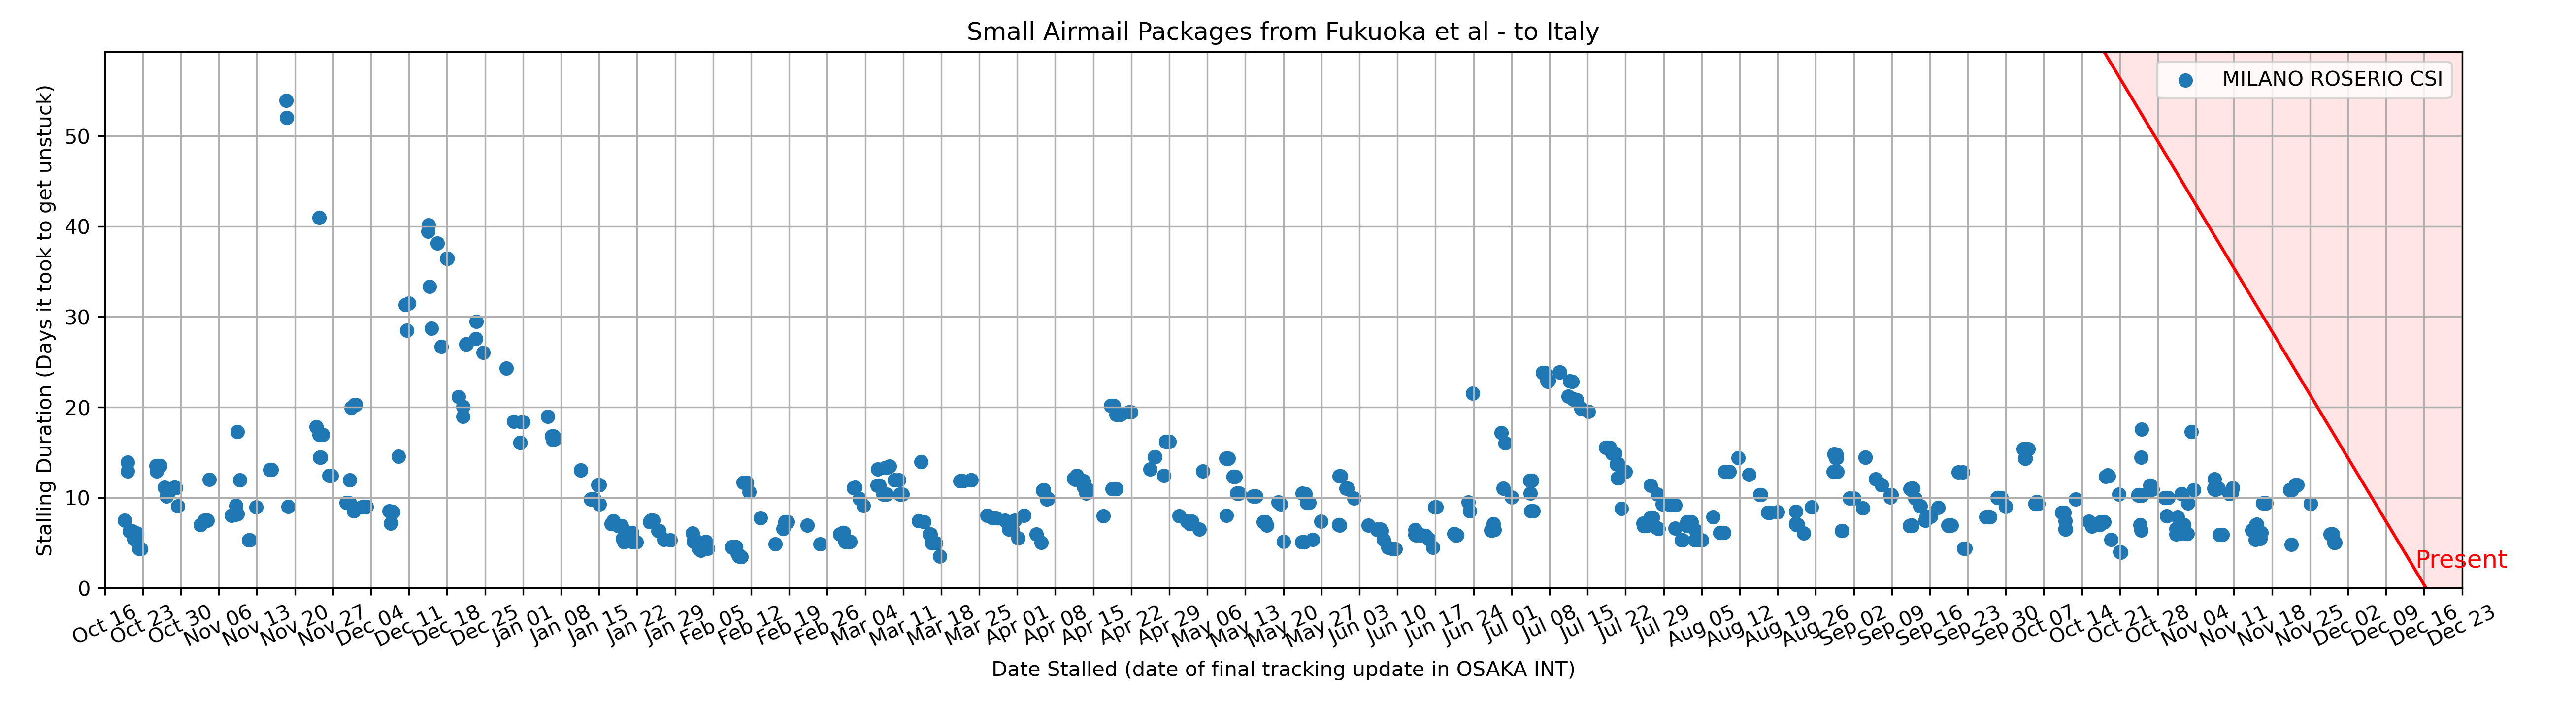 Small Airmail Packages from Fukuoka et al - to Italy
MILANO ROSERIO CSI
Stalling Duration (Days it took to get unstuck)
50
40
30
20
10
0
Present
Oct 16 Oct 23 Oct 30 Nov 06 Nov 13 Nov 20 Nov 27 Dec 04 Dec 11 Dec 18 Dec 25 Jan 01 Jan 08 Jan 15 Jan 22 Jan 29 Feb 05 Feb 12 Feb 19 Feb 26 Mar 04 Mar 11 Mar 18 Mar 25 Apr 01 Apr 08 Apr 15 Apr 22 Apr 29 May 06 May 13 May 20 May 27 Jun 03 Jun 10 Jun 17 Jun 24 Jul 01 Jul 08 Jul 15 Jul 22 Jul 29 Aug 05 Aug 12 Aug 19 Aug 26 Sep 02 Sep 09 Sep 16 Sep 23 Sep 30 Oct 07 Oct 14 Oct 21 Oct 28 Nov 04 Nov 11 Nov 18 Nov 25 Dec 02 Dec 09 Dec 16 Dec 23
Date Stalled (date of final tracking update in OSAKA INT)